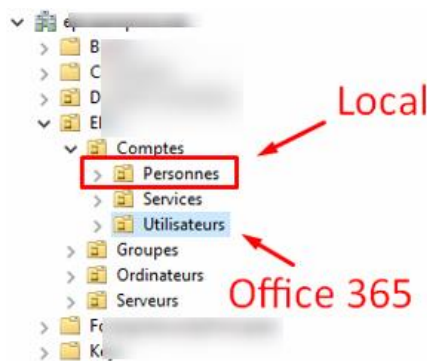 Local
Comptes
Personnes
Services
Utilisateurs
Groupes
Ordinateurs
Office 365
Serveurs